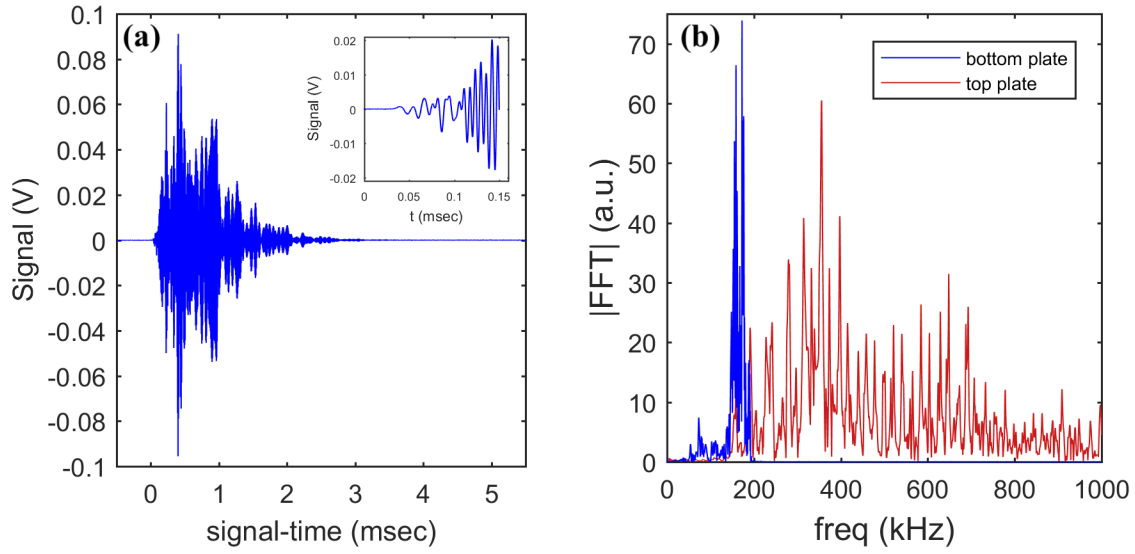 (a)
0.1
0.08
0.06
0.04
0.02
0
-0.02
-0.04
-0.06
-0.08
-0.1
Signal (V)
0 1 2 3 4 5
signal-time (msec)
0.02
0.01
0
-0.01
-0.02
Signal (V)
0 0.05 0.1 0.15
t (msec)
(b)
bottom plate
top plate
70
60
50
40
30
20
10
0
|FFT| (a.u.)
0 200 400 600 800 1000
freq (kHz)